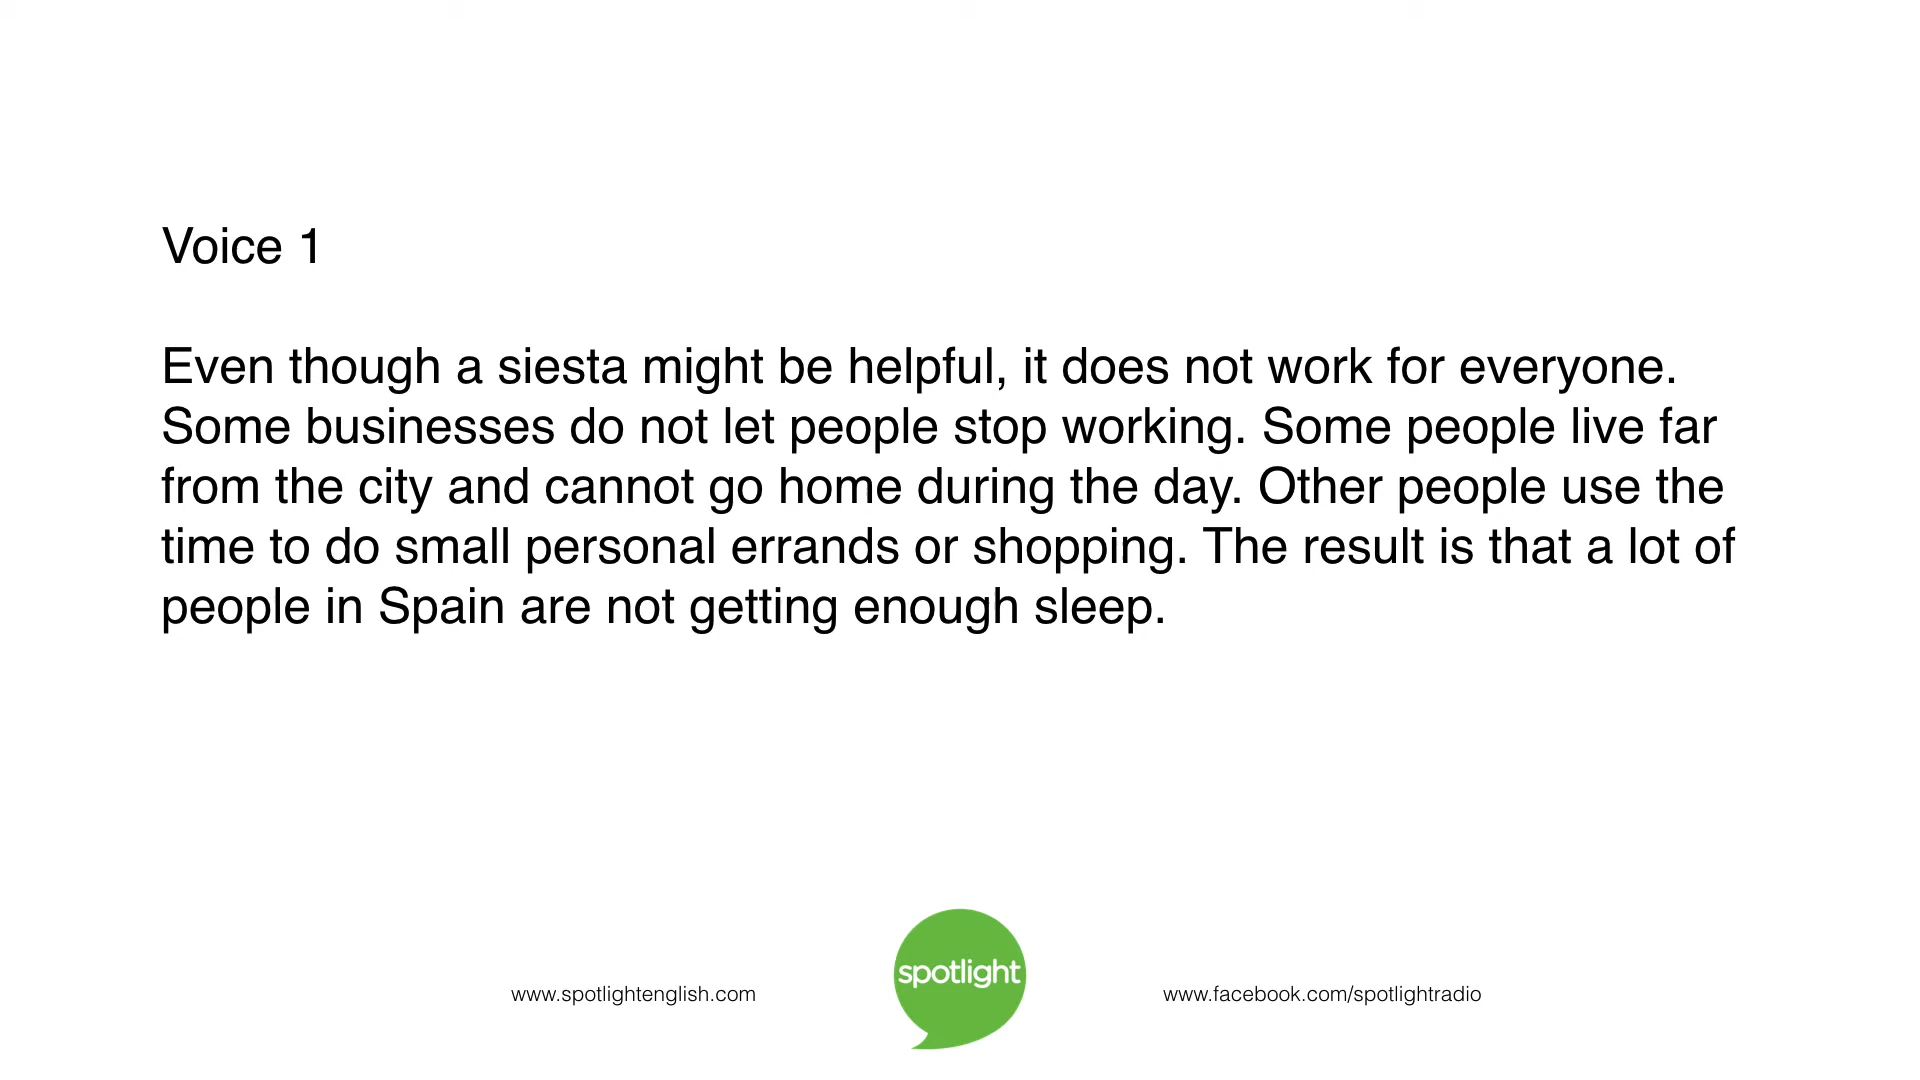 Voice 1
Even though a siesta might be helpful, it does not work for everyone.
Some businesses do not let people stop working. Some people live far
from the city and cannot go home during the day. Other people use the
time to do small personal errands or shopping. The result is that a lot of
people in Spain are not getting enough sleep.
spotlight
www.spotlightenglish.com
www.facebook.com/spotlightradio